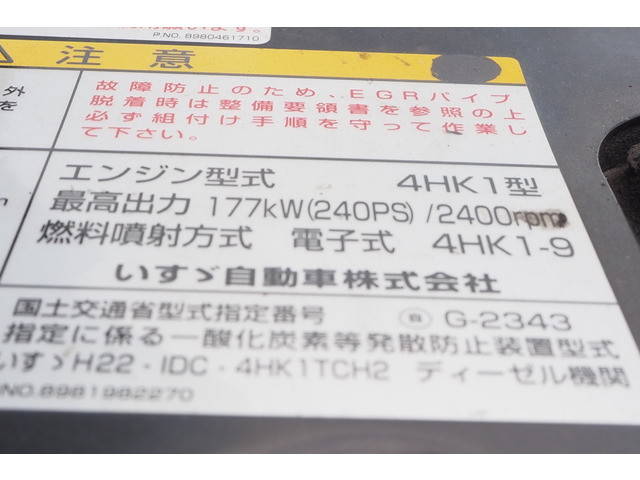 P.NO. 8980461710
注意
外
を
故障防止のため、EGRパイプ
脱着時は整備要領書を参照の上
必ず組付け手順を守って作業し
て下さい。
エンジン型式 4HK1型
最高出力 177kW(240PS) /2400rpm
燃料噴射方式 電子式 4HK1-9
いすゞ自動車株式会社
国土交通省型式指定番号 G-2343
指定に係る一酸化炭素等発散防止装置型式
いすゞH22・IDC・4HK1TCH2 ディーゼル機関
NO.8981982270